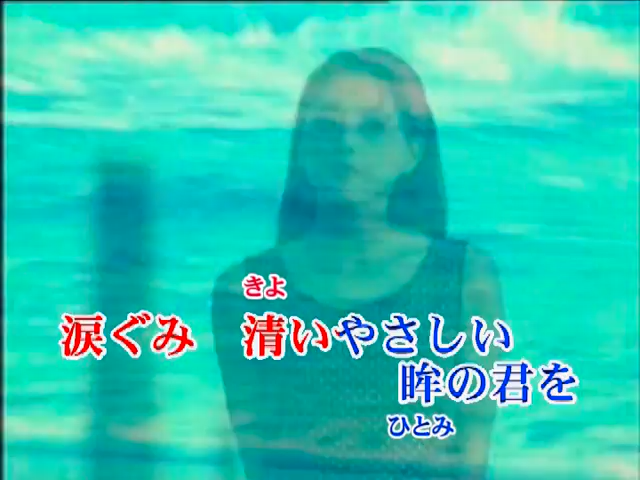 きよ
涙ぐみ　清いやさしい
眸の君を
ひとみ